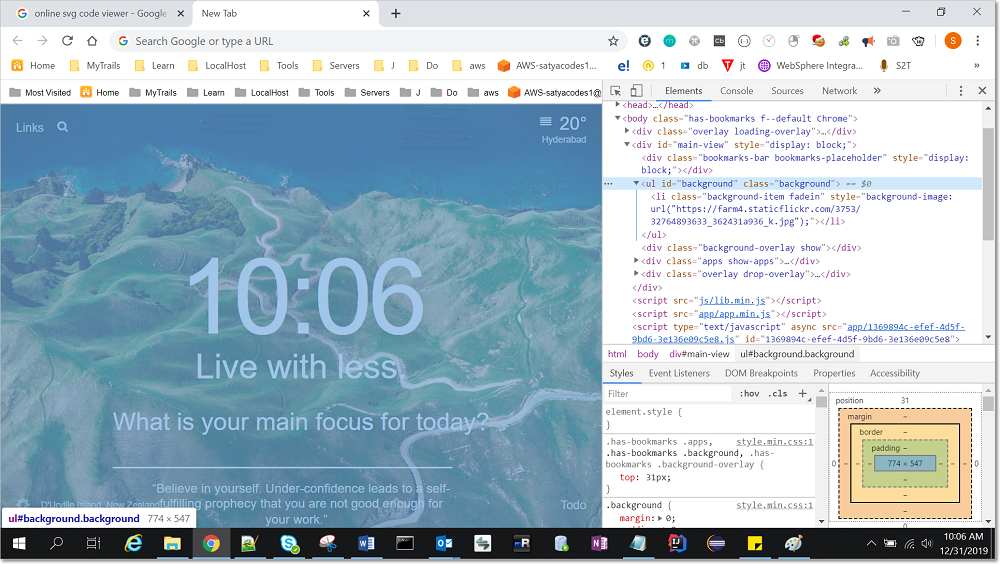 online svg code viewer - Google
New Tab
Search Google or type a URL
Home MyTrails Learn LocalHost Tools Servers J Do aws AWS-satyacodes1... e! 1 db jt WebSphere Integra... S2T »
Most Visited Home MyTrails Learn LocalHost Tools Servers J Do aws AWS-satyacodes1@
Links
20°
Hyderabad
10:06
Live with less.
What is your main focus for today?
"Believe in yourself. Under-confidence leads to a self-
fulfilling prophecy that you are not good enough for
your work."
D'Urville Island, New Zealand
Todo
ul#background.background 774 × 547
Elements Console Sources Network »
<head>…</head>
<body class="has-bookmarks f--default Chrome">
<div class="overlay loading-overlay">…</div>
<div id="main-view" style="display: block;">
<div class="bookmarks-bar bookmarks-placeholder" style="display:
block;"></div>
<ul id="background" class="background"> == $0
<li class="background-item fadein" style="background-image:
url("https://farm4.staticflickr.com/3753/
32764893633_362431a936_k.jpg");"></li>
</ul>
<div class="background-overlay show"></div>
<div class="apps show-apps">…</div>
<div class="overlay drop-overlay">…</div>
</div>
<script src="js/lib.min.js"></script>
<script src="app/app.min.js"></script>
<script type="text/javascript" async src="app/1369894c-efef-4d5f-
9bd6-3e136e09c5e8.js" id="1369894c-efef-4d5f-9bd6-3e136e09c5e8">
html body div#main-view ul#background.background
Styles Event Listeners DOM Breakpoints Properties Accessibility
Filter :hov .cls +
element.style {
}
.has-bookmarks .apps, style.min.css:1
.has-bookmarks .background, .has-
bookmarks .background-overlay {
top: 31px;
}
.background { style.min.css:1
margin: 0;
position 31
margin –
border –
padding –
0 – – – 774 × 547 – – – 0
–
–
–
0
10:06 AM
12/31/2019